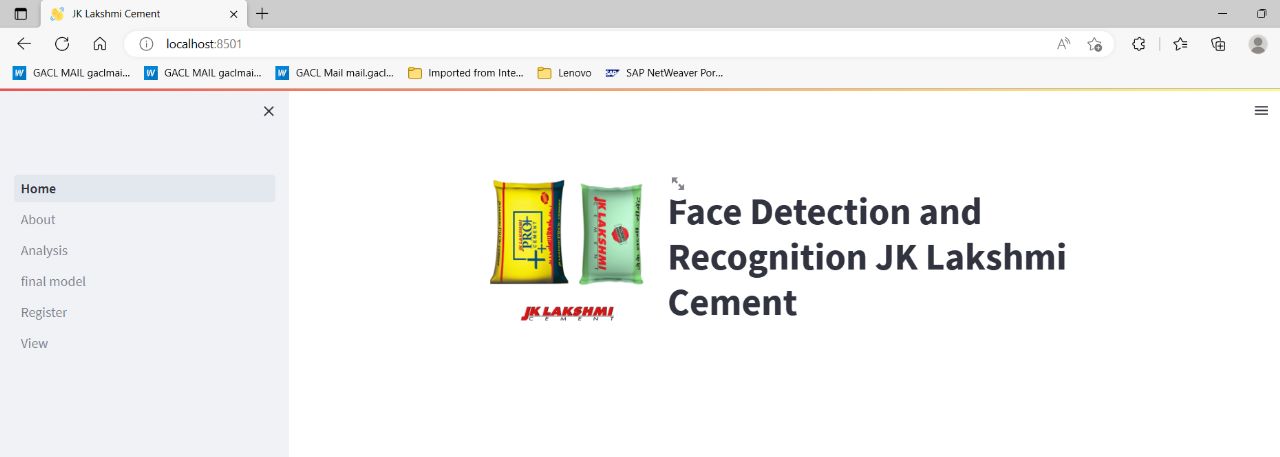 JK Lakshmi Cement
localhost:8501
GACL MAIL gaclmai...
GACL MAIL gaclmai...
GACL Mail mail.gacl...
Imported from Inte...
Lenovo
SAP NetWeaver Por...
Home
About
Analysis
final model
Register
View
PRO+
CEMENT
JK LAKSHMI
JK LAKSHMI
CEMENT
Face Detection and
Recognition JK Lakshmi
Cement